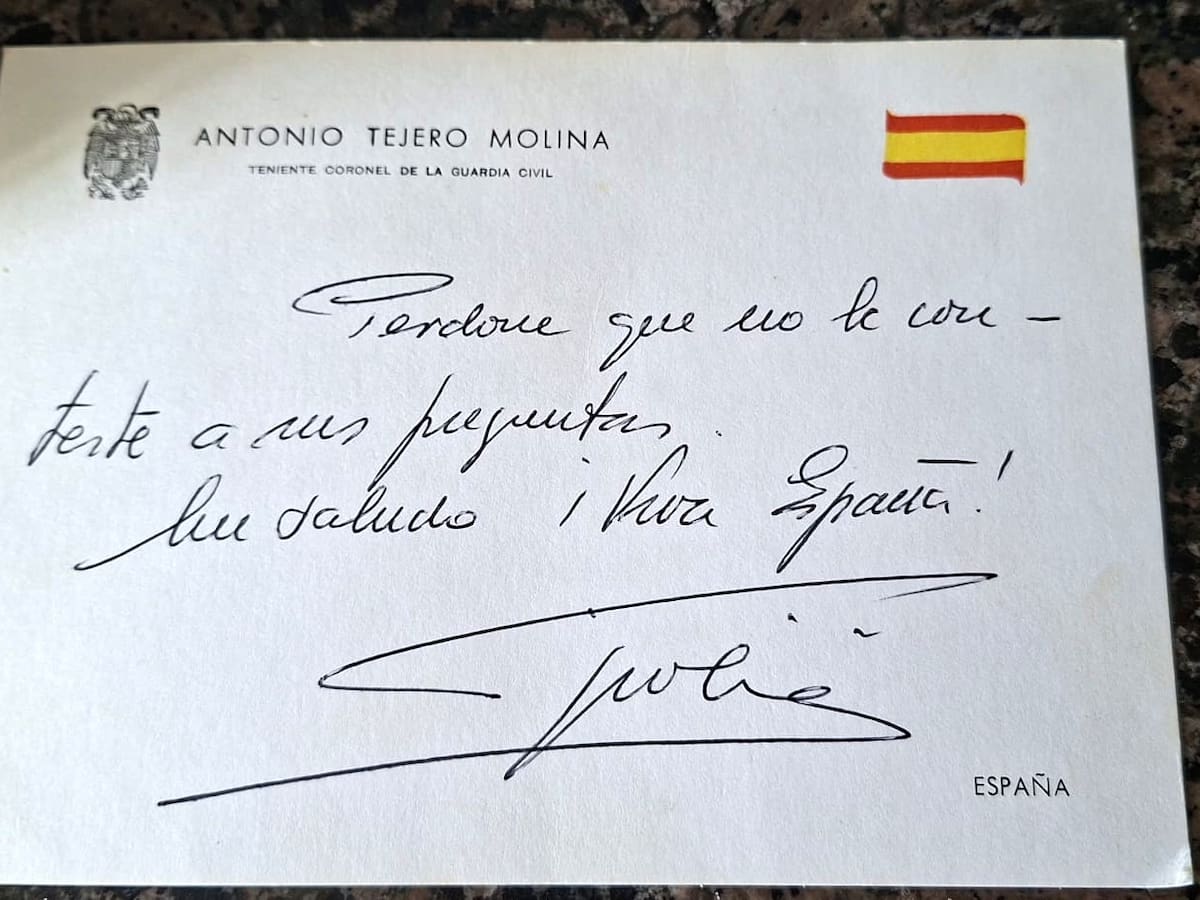 ANTONIO TEJERO MOLINA
TENIENTE CORONEL DE LA GUARDIA CIVIL
Perdone que no le con-
teste a sus preguntas.
Un saludo ¡Viva España!
ESPAÑA